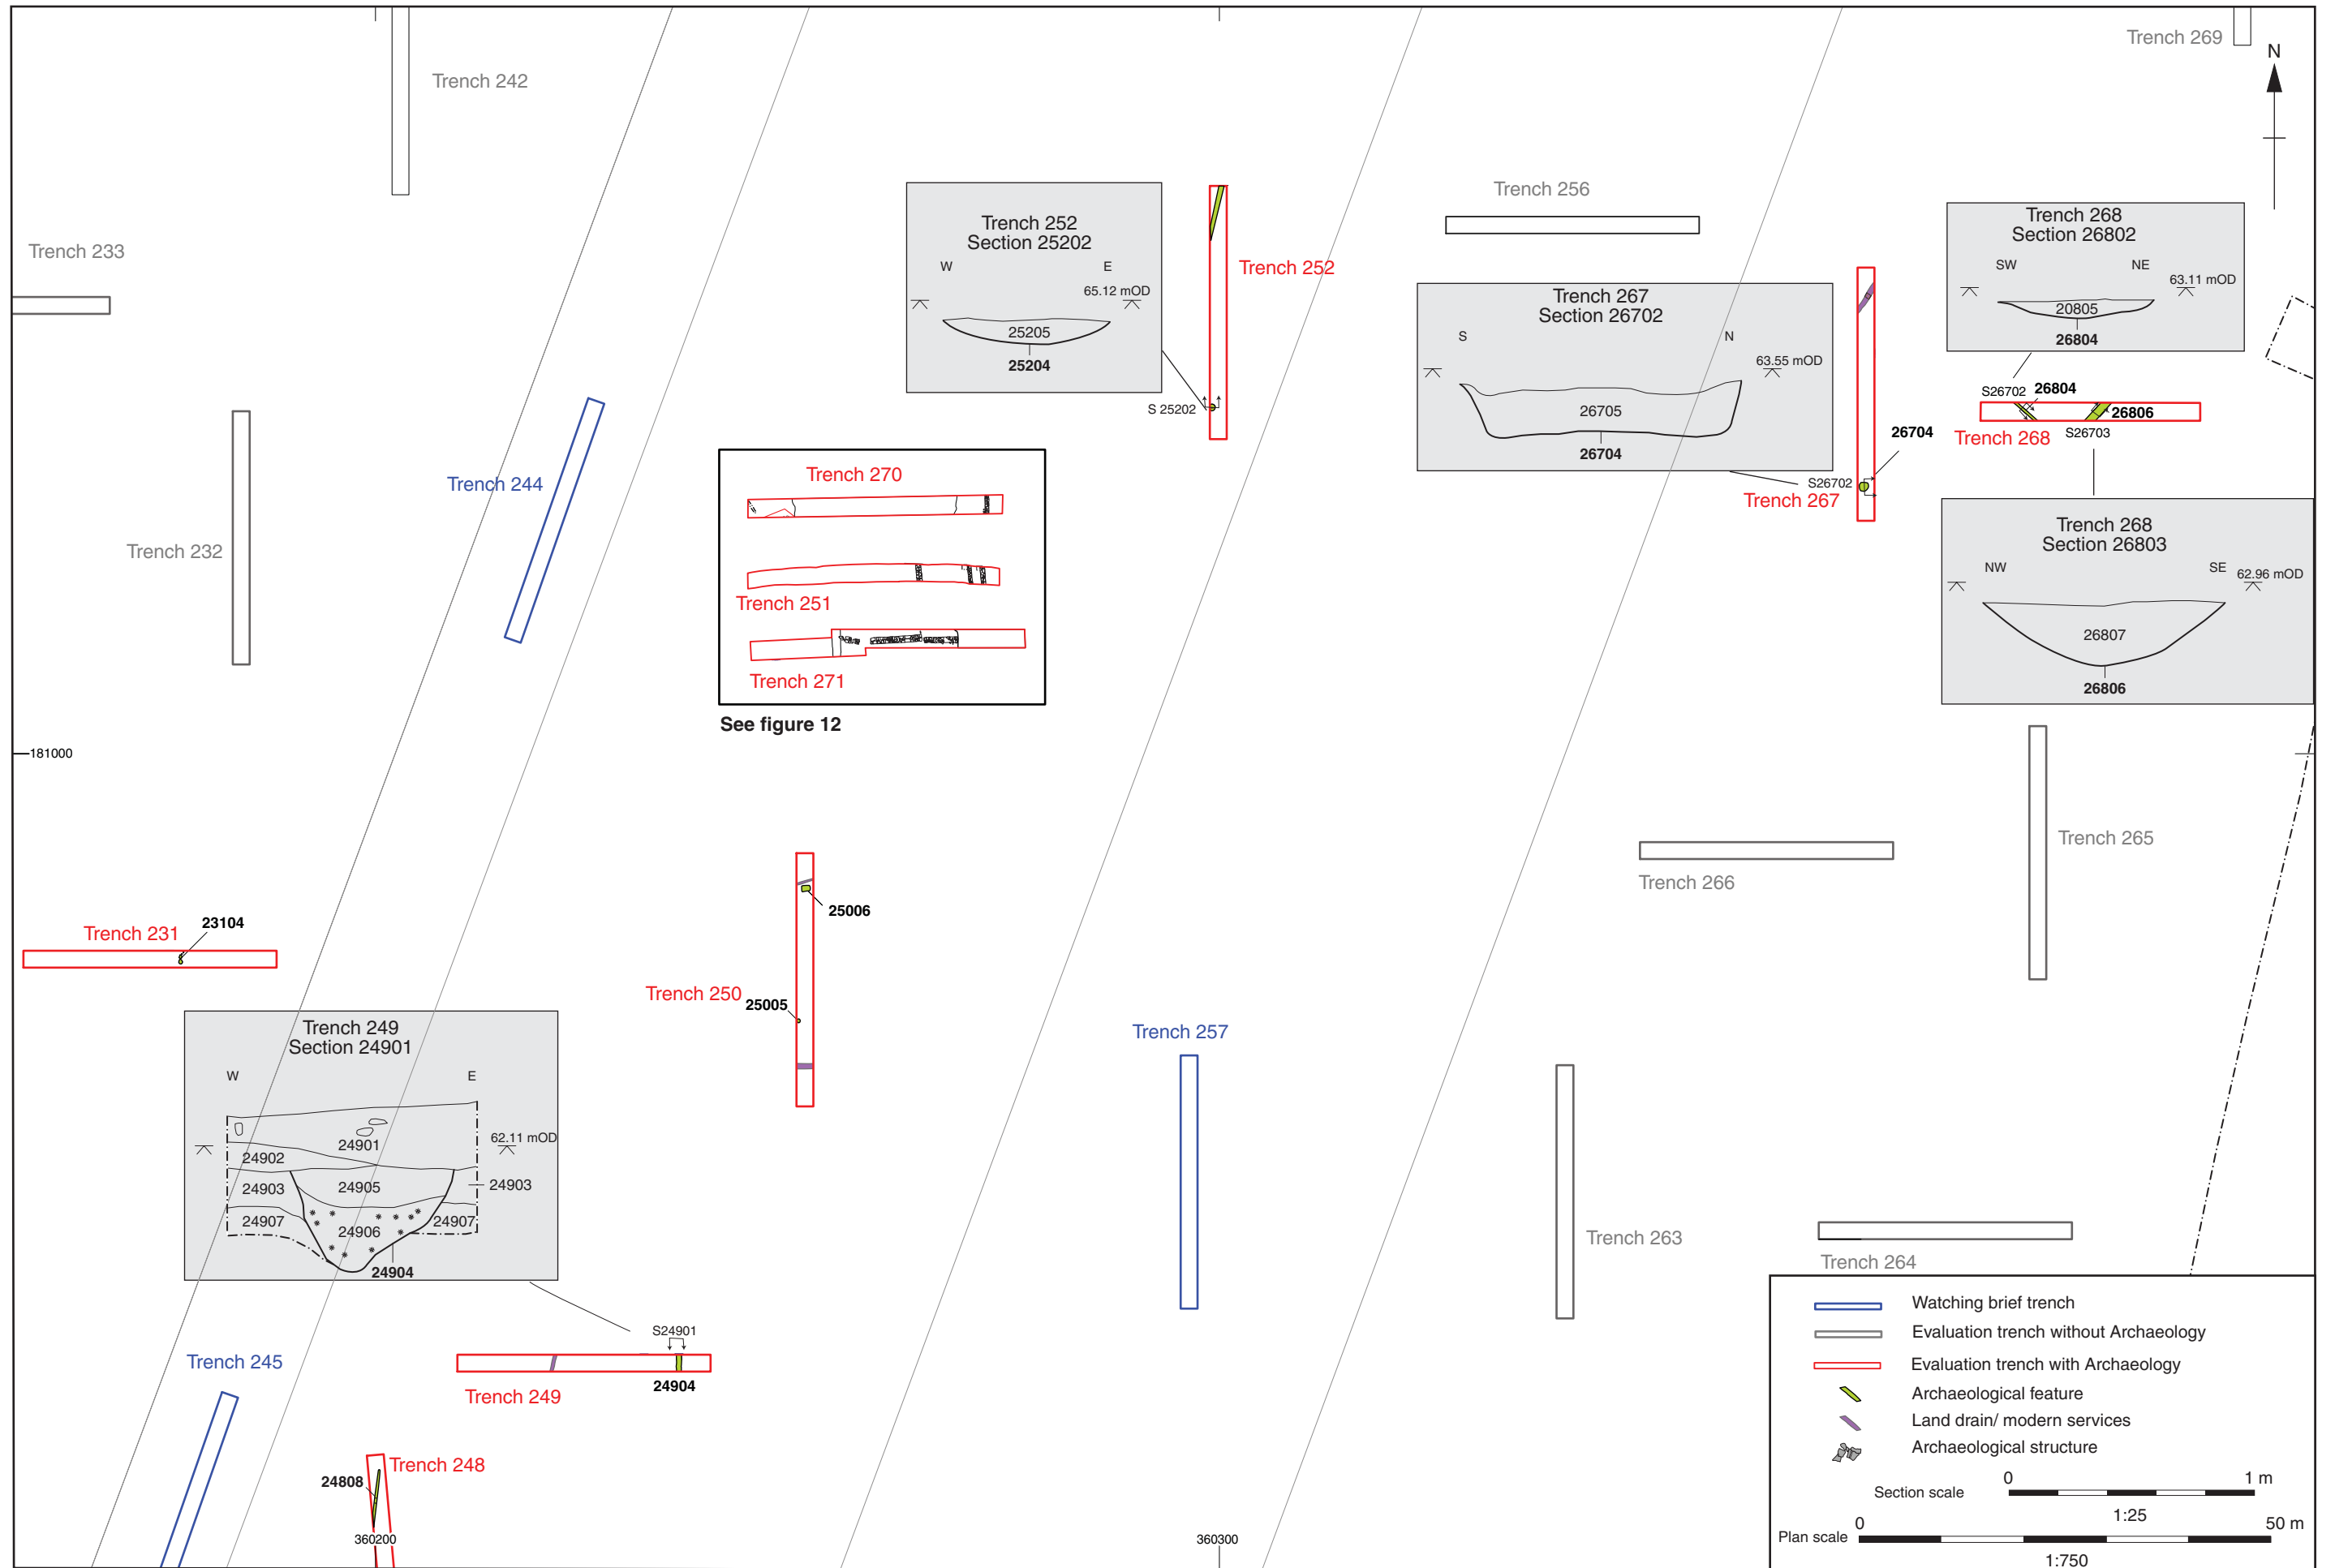 Trench 242
Trench 269
N
Trench 233
Trench 256
Trench 252
Section 25202
W
E
65.12 mOD
25205
25204
Trench 252
S 25202
Trench 268
Section 26802
SW
NE
63.11 mOD
20805
26804
Trench 267
Section 26702
S
N
63.55 mOD
26705
26704
S26702
26704
Trench 267
S26702
26804
26806
Trench 268
S26703
Trench 244
Trench 232
Trench 270
Trench 251
Trench 271
See figure 12
Trench 268
Section 26803
NW
SE
62.96 mOD
26807
26806
181000
Trench 265
Trench 266
25006
Trench 231
23104
Trench 250
25005
Trench 257
Trench 249
Section 24901
W
E
62.11 mOD
24901
24902
24903
24905
24903
24907
24906
24907
24904
Trench 263
Trench 264
S24901
Trench 245
Trench 249
24904
Trench 248
24808
360200
360300
Watching brief trench
Evaluation trench without Archaeology
Evaluation trench with Archaeology
Archaeological feature
Land drain/ modern services
Archaeological structure
0
1 m
Section scale
1:25
0
50 m
Plan scale
1:750